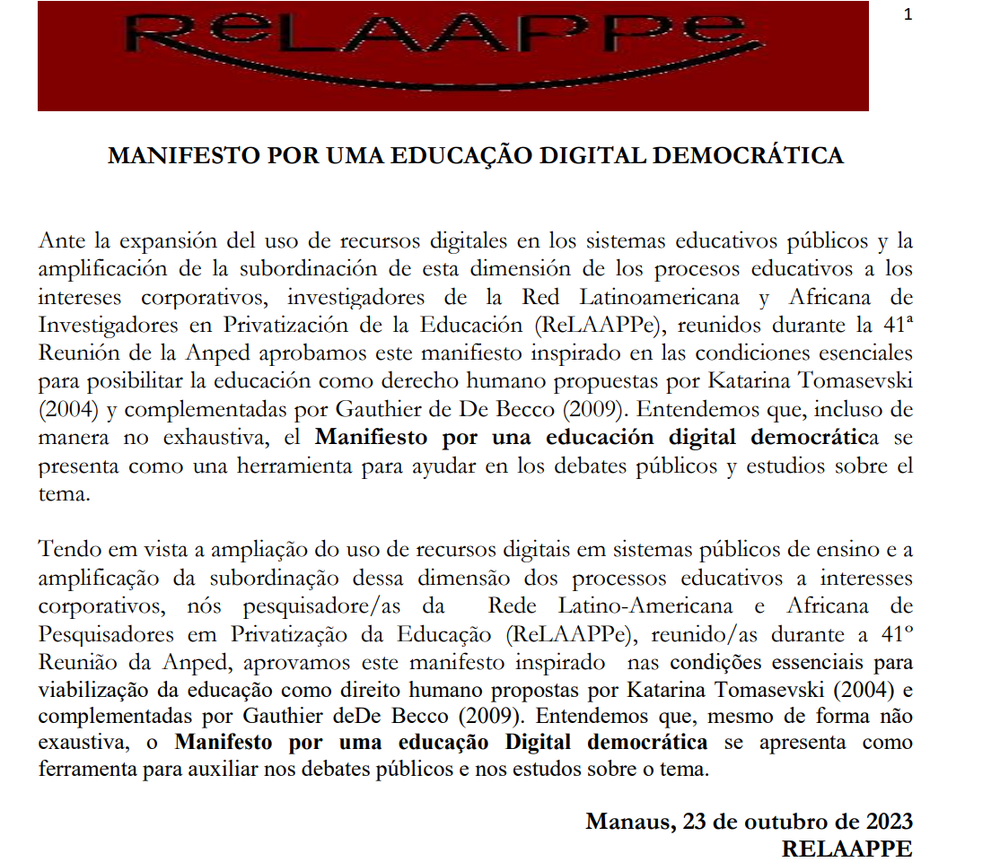 ReLAAPPe
1
MANIFESTO POR UMA EDUCAÇÃO DIGITAL DEMOCRÁTICA
Ante la expansión del uso de recursos digitales en los sistemas educativos públicos y la
amplificación de la subordinación de esta dimensión de los procesos educativos a los
intereses corporativos, investigadores de la Red Latinoamericana y Africana de
Investigadores en Privatización de la Educación (ReLAAPPe), reunidos durante la 41ª
Reunión de la Anped aprobamos este manifiesto inspirado en las condiciones esenciales
para posibilitar la educación como derecho humano propuestas por Katarina Tomasevski
(2004) y complementadas por Gauthier de De Becco (2009). Entendemos que, incluso de
manera no exhaustiva, el Manifiesto por una educación digital democrática se
presenta como una herramienta para ayudar en los debates públicos y estudios sobre el
tema.
Tendo em vista a ampliação do uso de recursos digitais em sistemas públicos de ensino e a
amplificação da subordinação dessa dimensão dos processos educativos a interesses
corporativos, nós pesquisadore/as da Rede Latino-Americana e Africana de
Pesquisadores em Privatização da Educação (ReLAAPPe), reunido/as durante a 41º
Reunião da Anped, aprovamos este manifesto inspirado nas condições essenciais para
viabilização da educação como direito humano propostas por Katarina Tomasevski (2004) e
complementadas por Gauthier deDe Becco (2009). Entendemos que, mesmo de forma não
exaustiva, o Manifesto por uma educação Digital democrática se apresenta como
ferramenta para auxiliar nos debates públicos e nos estudos sobre o tema.
Manaus, 23 de outubro de 2023
RELAAPPE